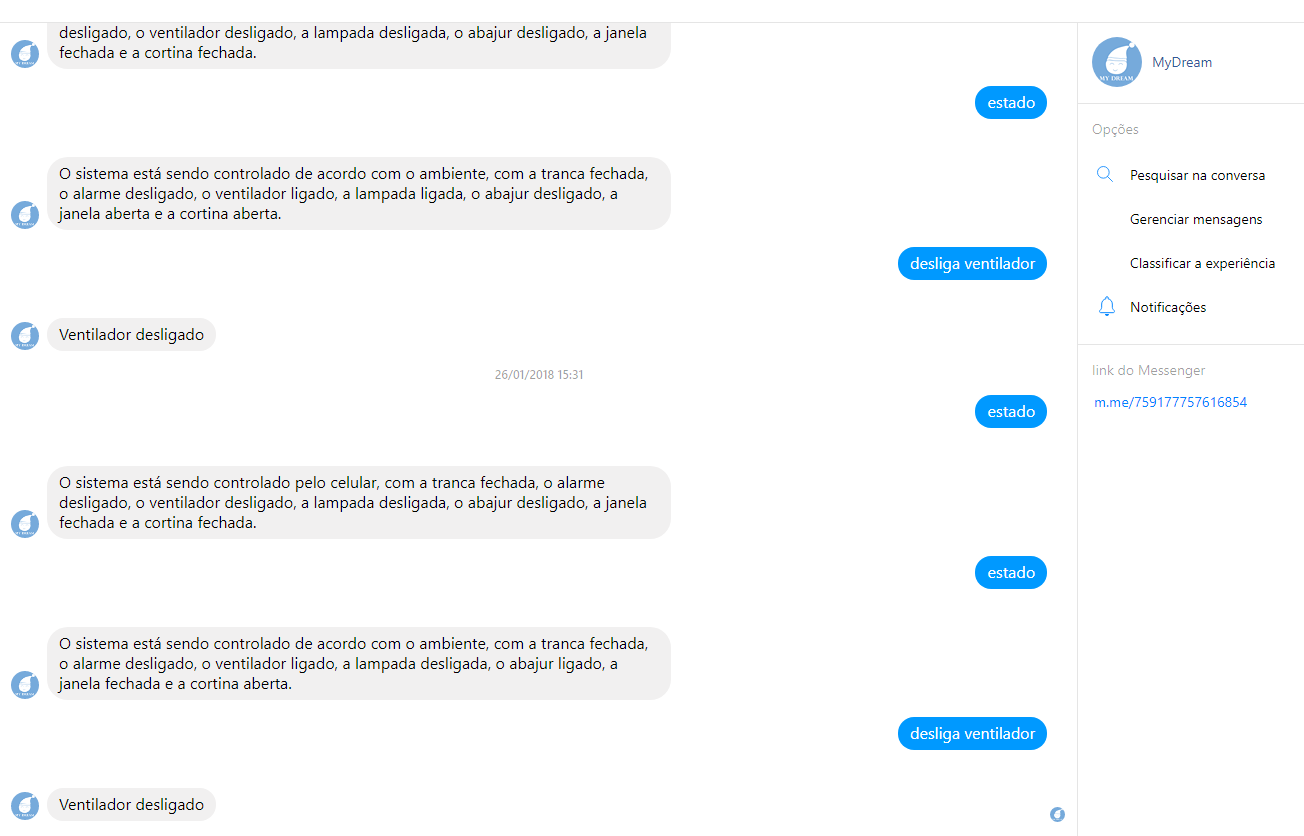 desligado, o ventilador desligado, a lampada desligada, o abajur desligado, a janela
fechada e a cortina fechada.
estado
O sistema está sendo controlado de acordo com o ambiente, com a tranca fechada,
o alarme desligado, o ventilador ligado, a lampada ligada, o abajur desligado, a
janela aberta e a cortina aberta.
desliga ventilador
Ventilador desligado
26/01/2018 15:31
estado
O sistema está sendo controlado pelo celular, com a tranca fechada, o alarme
desligado, o ventilador desligado, a lampada desligada, o abajur desligado, a janela
fechada e a cortina fechada.
estado
O sistema está sendo controlado de acordo com o ambiente, com a tranca fechada,
o alarme desligado, o ventilador ligado, a lampada desligada, o abajur ligado, a
janela fechada e a cortina aberta.
desliga ventilador
Ventilador desligado
MY DREAM
MyDream
Opções
Pesquisar na conversa
Gerenciar mensagens
Classificar a experiência
Notificações
link do Messenger
m.me/759177757616854